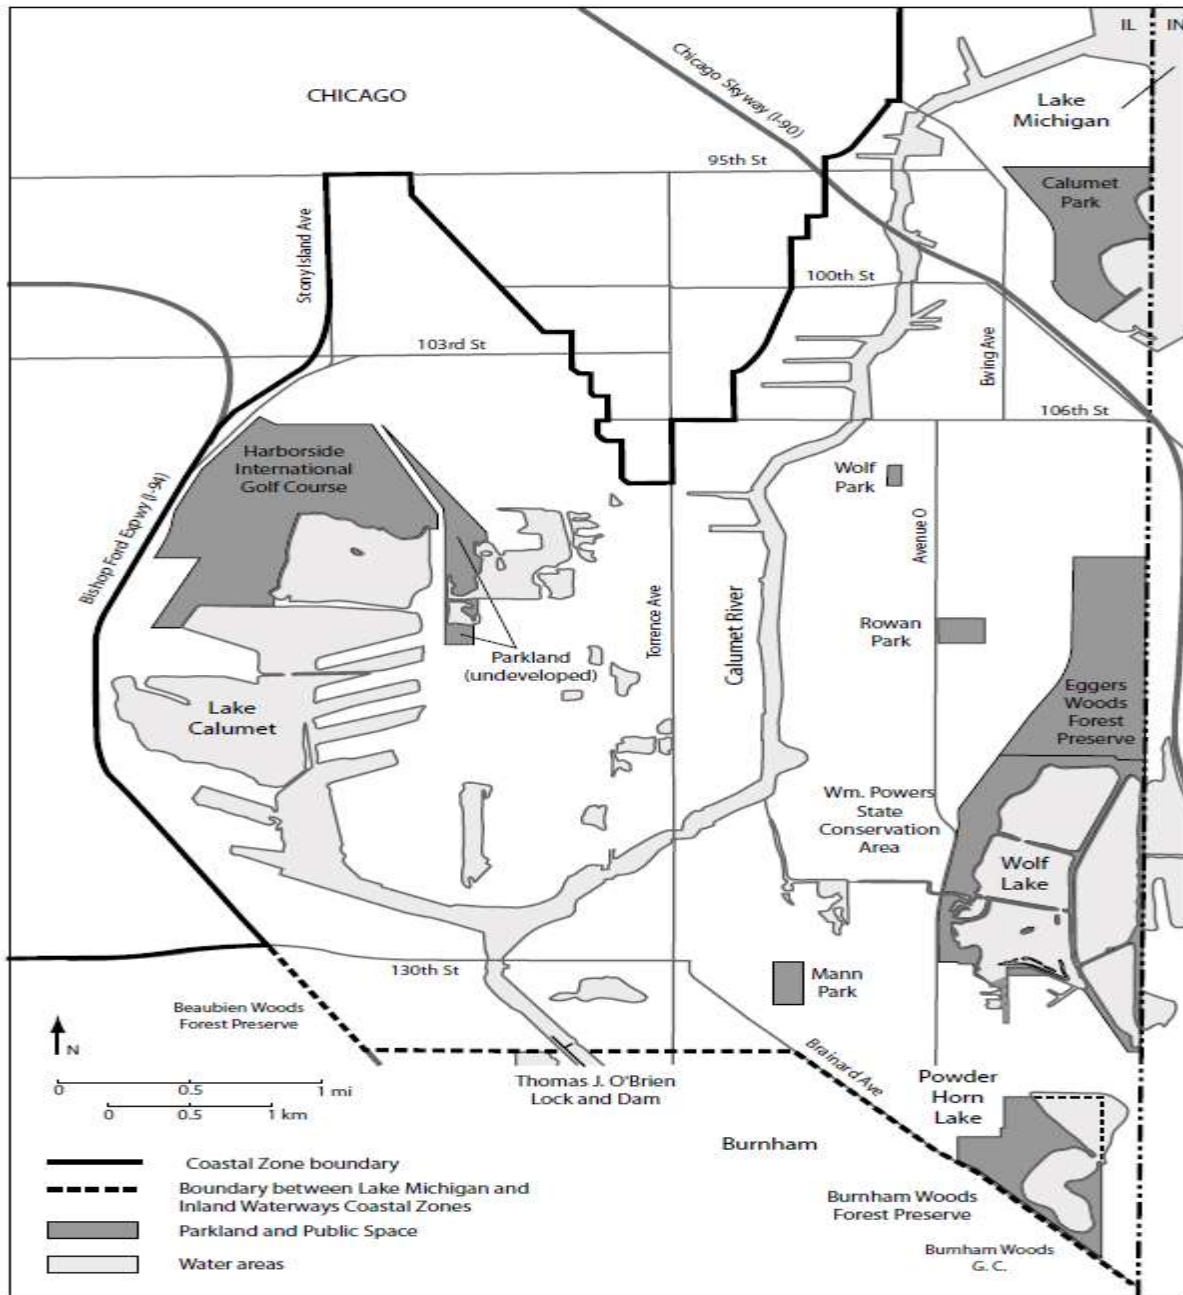 IL
IN
Chicago Skyway (I-90)
CHICAGO
Lake
Michigan
95th St
Calumet
Park
Stony Island Ave
100th St
103rd St
Ewing Ave
106th St
Harborside
International
Golf Course
Wolf
Park
Bishop Ford Expwy (I-94)
Avenue O
Torrence Ave
Calumet River
Rowan
Park
Parkland
(undeveloped)
Eggers
Woods
Forest
Preserve
Lake
Calumet
Wm. Powers
State
Conservation
Area
Wolf
Lake
130th St
Mann
Park
Beaubien Woods
Forest Preserve
N
Brainard Ave
0 0.5 1 mi
0 0.5 1 km
Thomas J. O'Brien
Lock and Dam
Powder
Horn
Lake
Burnham
Coastal Zone boundary
Boundary between Lake Michigan and
Inland Waterways Coastal Zones
Parkland and Public Space
Water areas
Burnham Woods
Forest Preserve
Burnham Woods
G. C.